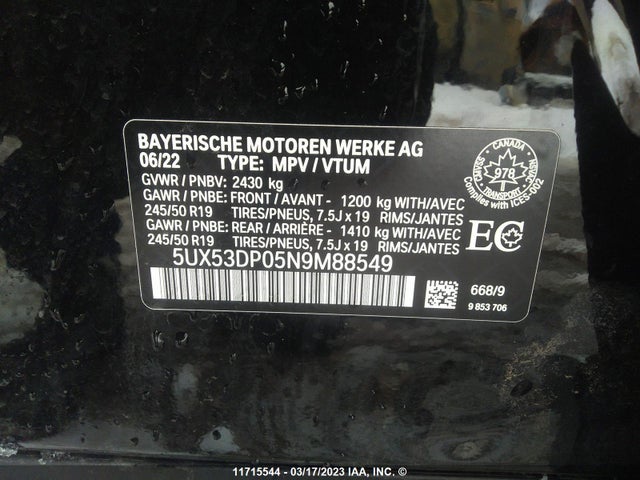 BAYERISCHE MOTOREN WERKE AG
06/22 TYPE: MPV / VTUM
GVWR / PNBV: 2430 kg
GAWR / PNBE: FRONT / AVANT - 1200 kg WITH/AVEC
245/50 R19 TIRES/PNEUS, 7.5J x 19 RIMS/JANTES
GAWR / PNBE: REAR / ARRIÈRE - 1410 kg WITH/AVEC
245/50 R19 TIRES/PNEUS, 7.5J x 19 RIMS/JANTES
5UX53DP05N9M88549
CANADA
978
TRANSPORT
Complies with ICES-002
EC
668/9
9 853 706
11715544 - 03/17/2023 IAA, INC. ©